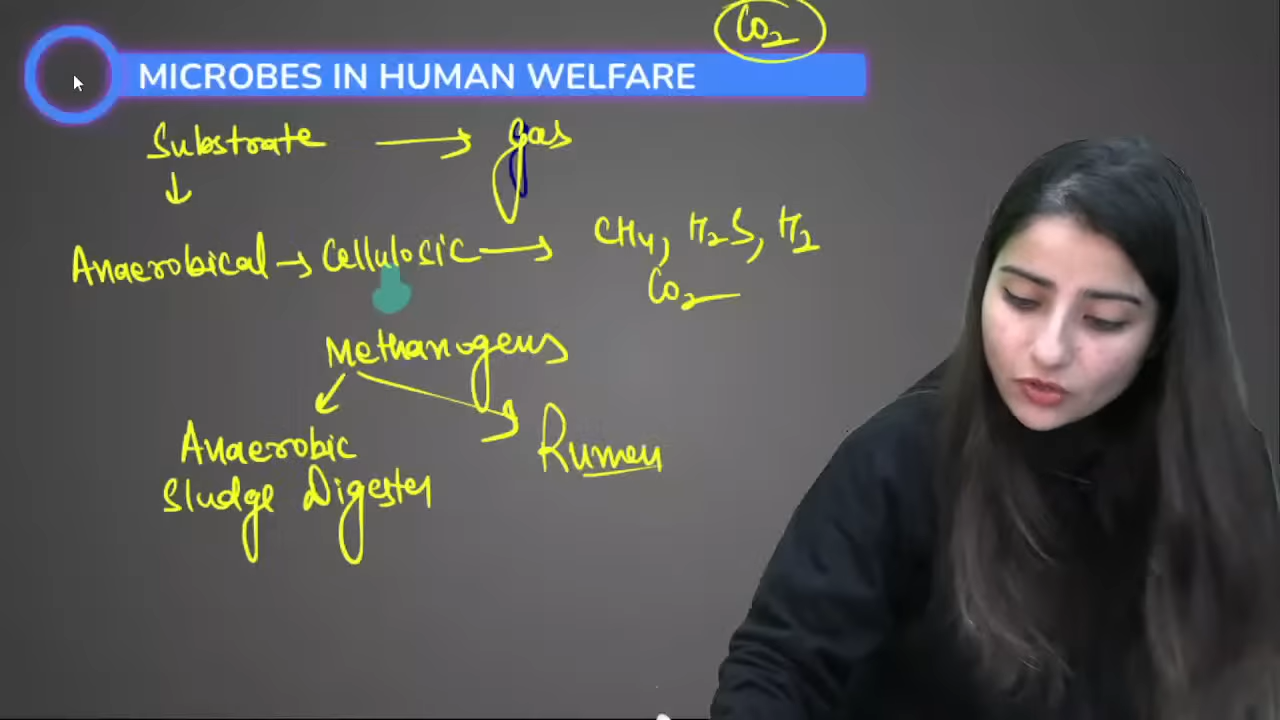 CO2
MICROBES IN HUMAN WELFARE
Substrate → gas
↓
Anaerobical → Cellulosic → CH4, H2S, H2
CO2
Methanogens
Anaerobic
Sludge Digester
Rumen